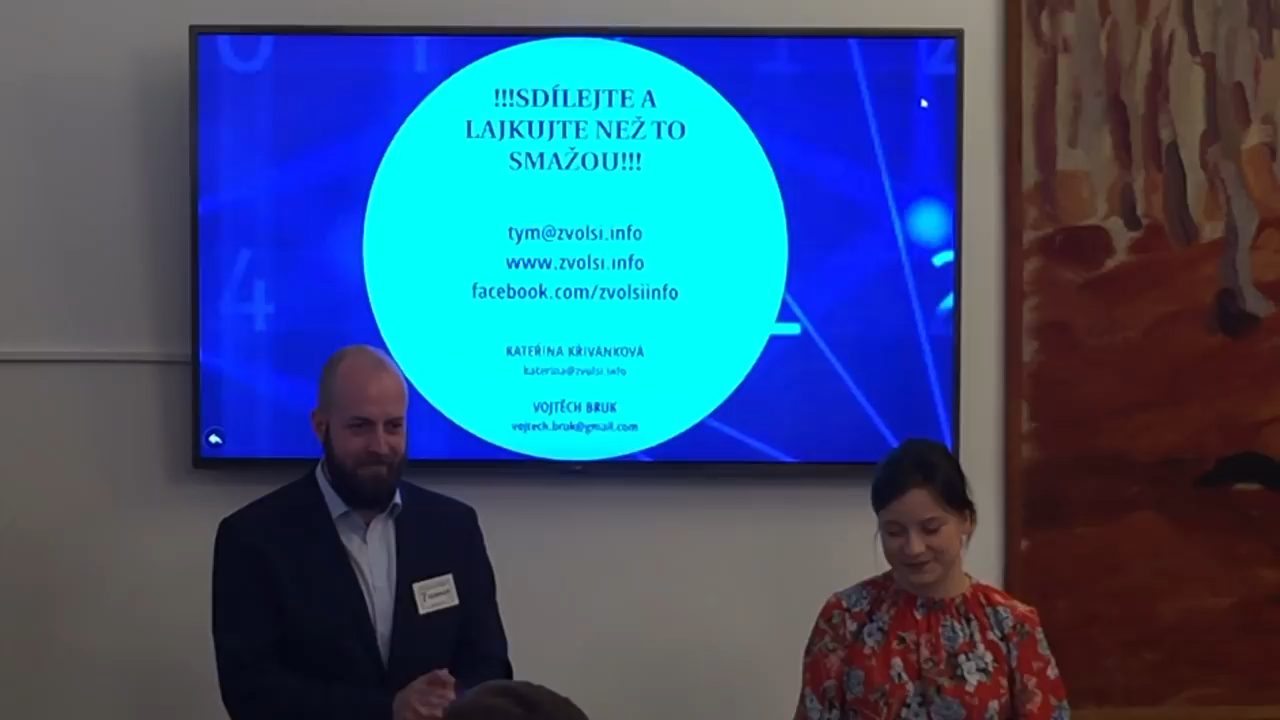 !!!SDÍLEJTE A
LAJKUJTE NEŽ TO
SMAŽOU!!!
tym@zvolsi.info
www.zvolsi.info
facebook.com/zvolsiinfo
KATEŘINA KŘIVÁNKOVÁ
katerina@zvolsi.info
VOJTĚCH BRUK
vojtech.bruk@gmail.com
4